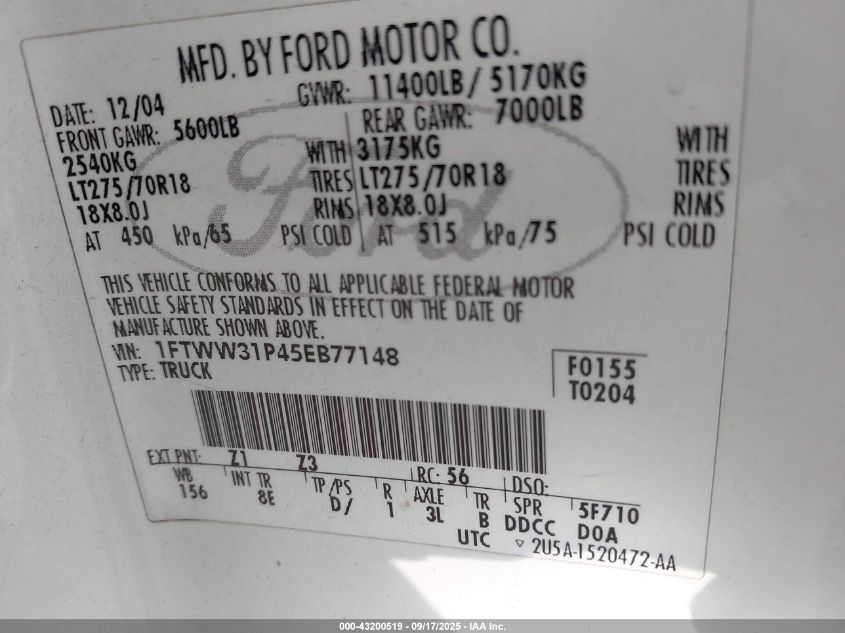 MFD. BY FORD MOTOR CO.
DATE: 12/04 GVWR: 11400LB / 5170KG
FRONT GAWR: 5600LB REAR GAWR: 7000LB
2540KG WITH 3175KG WITH
LT275/70R18 TIRES LT275/70R18 TIRES
18X8.0J RIMS 18X8.0J RIMS
AT 450 kPa/65 PSI COLD AT 515 kPa/75 PSI COLD
Ford
THIS VEHICLE CONFORMS TO ALL APPLICABLE FEDERAL MOTOR
VEHICLE SAFETY STANDARDS IN EFFECT ON THE DATE OF
MANUFACTURE SHOWN ABOVE.
VIN: 1FTWW31P45EB77148
TYPE: TRUCK
F0155
T0204
EXT PNT: Z1 Z3 RC: 56 DSO:
WB INT TR TP/PS R AXLE TR SPR 5F710
156 8E D/ 1 3L B DDCC DOA
UTC ▽ 2U5A-1520472-AA
000-43200519 - 09/17/2025 - IAA Inc.